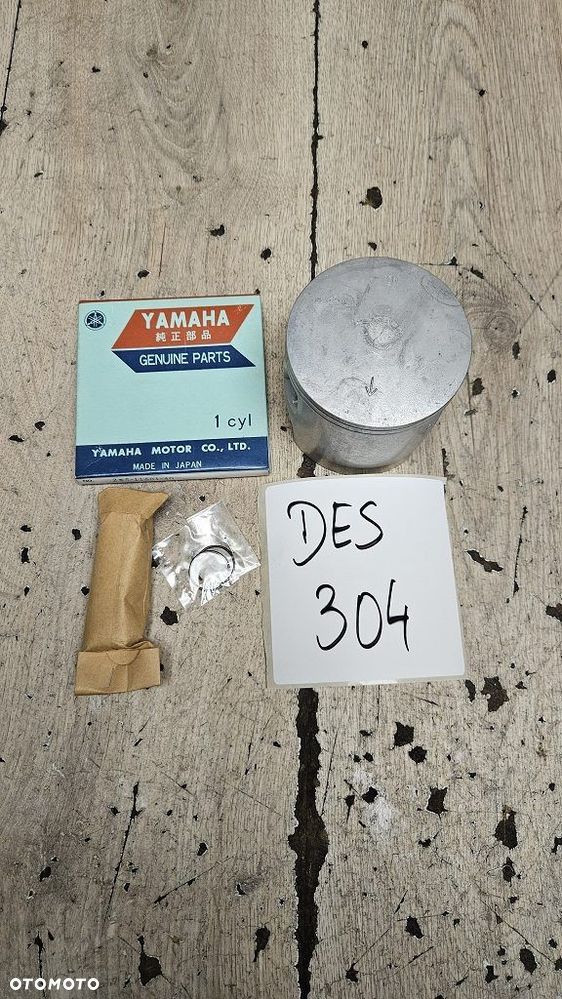 YAMAHA
純正部品
GENUINE PARTS
1 cyl
YAMAHA MOTOR CO., LTD.
MADE IN JAPAN
DES
304
OTOMOTO